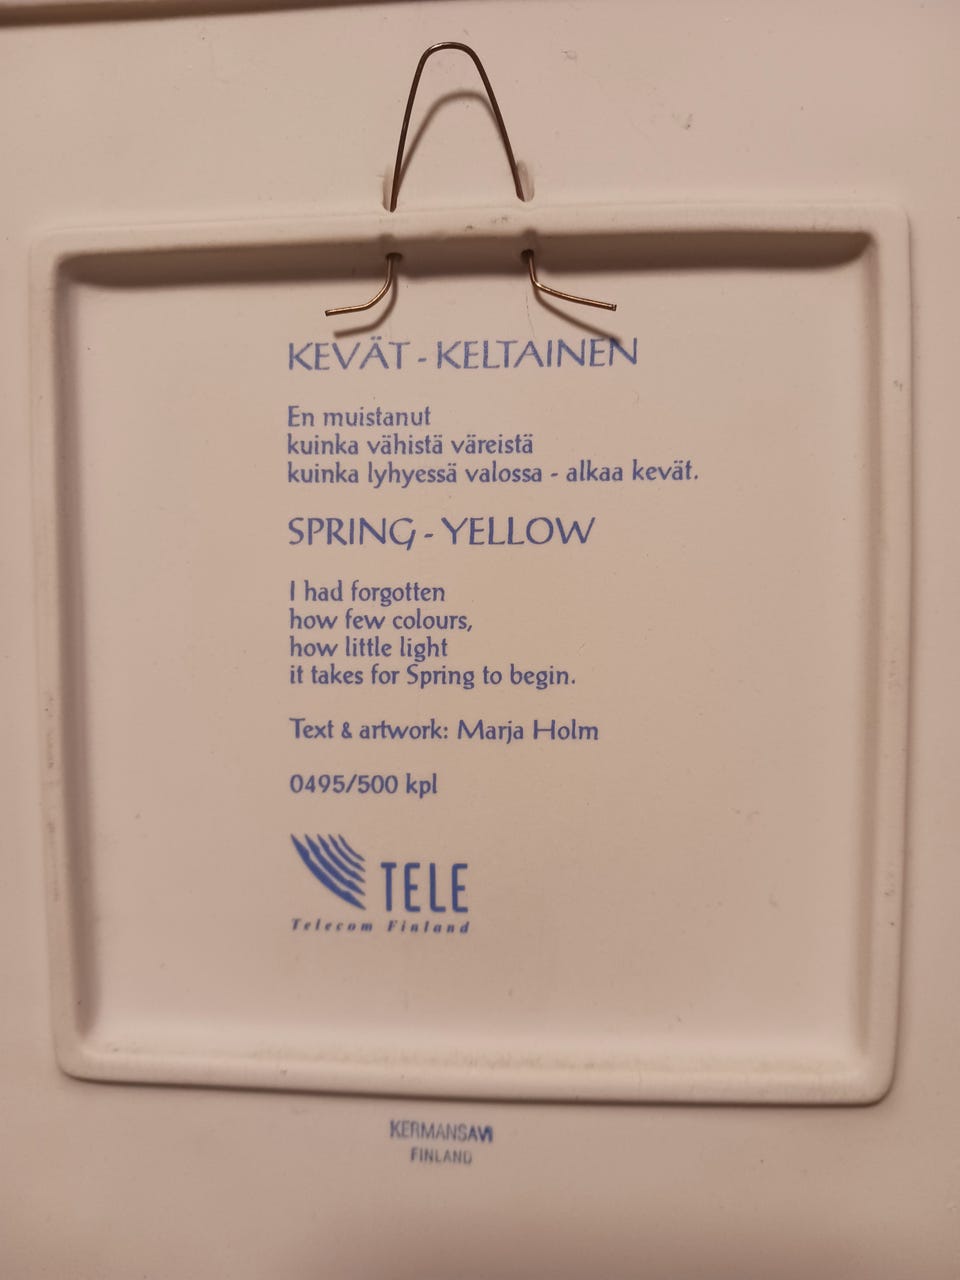 KEVÄT - KELTAINEN
En muistanut
kuinka vähistä väreistä
kuinka lyhyessä valossa - alkaa kevät.
SPRING - YELLOW
I had forgotten
how few colours,
how little light
it takes for Spring to begin.
Text & artwork: Marja Holm
0495/500 kpl
TELE
Telecom Finland
KERMANSAVI
FINLAND